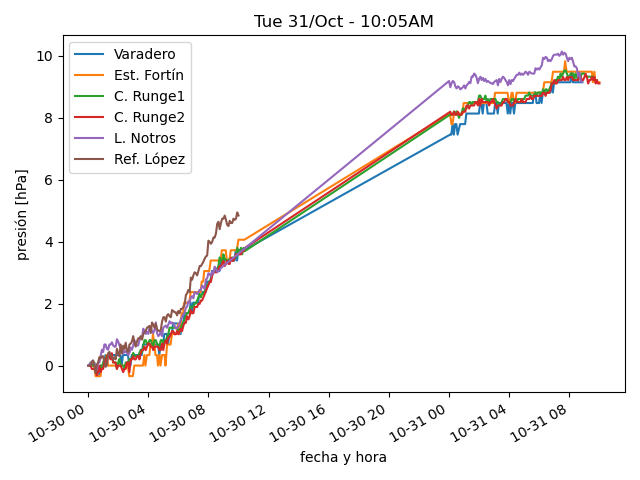 Tue 31/Oct - 10:05AM
presión [hPa]
10
8
6
4
2
0
Varadero
Est. Fortín
C. Runge1
C. Runge2
L. Notros
Ref. López
10-30 00
10-30 04
10-30 08
10-30 12
10-30 16
10-30 20
10-31 00
10-31 04
10-31 08
fecha y hora